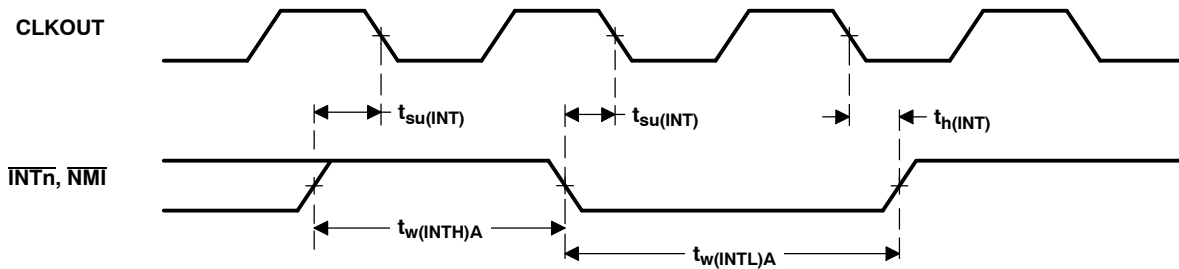 CLKOUT
tsu(INT)
tsu(INT)
th(INT)
INTn, NMI
tw(INTH)A
tw(INTL)A